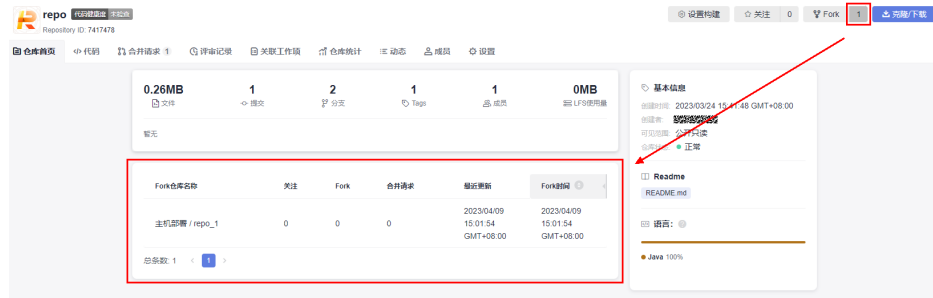 repo 代码健康度 未检查
Repository ID: 7417478
设置构建 关注 0 Fork 1 克隆/下载
仓库首页 代码 合并请求 1 评审记录 关联工作项 仓库统计 动态 成员 设置
0.26MB 1 2 1 1 0MB
文件 提交 分支 Tags 成员 LFS使用量
暂无
基本信息
创建时间: 2023/03/24 15:41:48 GMT+08:00
创建者:
可见范围: 公开只读
仓库状态: 正常
Readme
README.md
语言:
Java 100%
Fork仓库名称 关注 Fork 合并请求 最近更新 Fork时间
主机部署 / repo_1 0 0 0 2023/04/09 15:01:54 GMT+08:00 2023/04/09 15:01:54 GMT+08:00
总条数: 1 1